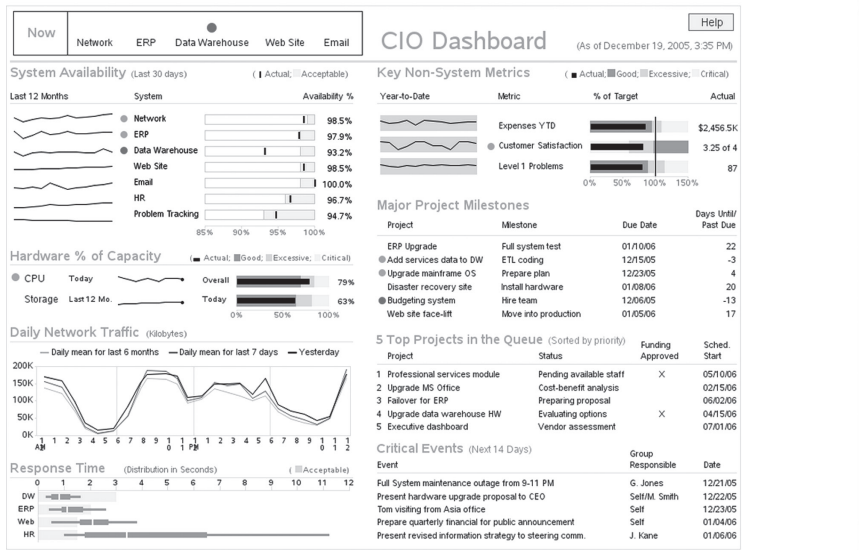 Now
Network ERP Data Warehouse Web Site Email
CIO Dashboard
Help
(As of December 19, 2005, 3:35 PM)
System Availability (Last 30 days) ( Actual; Acceptable)
Last 12 Months System Availability %
Network 98.5%
ERP 97.9%
Data Warehouse 93.2%
Web Site 98.5%
Email 100.0%
HR 96.7%
Problem Tracking 94.7%
85% 90% 95% 100%
Hardware % of Capacity ( Actual; Good; Excessive; Critical)
CPU Today Overall 79%
Storage Last 12 Mo. Today 63%
0% 50% 100%
Daily Network Traffic (Kilobytes)
Daily mean for last 6 months Daily mean for last 7 days Yesterday
200K
150K
100K
50K
0K
12 1 2 3 4 5 6 7 8 9 10 11 12 1 2 3 4 5 6 7 8 9 10 11 12
AM PM
Response Time (Distribution in Seconds) ( Acceptable)
0 1 2 3 4 5 6 7 8 9 10 11 12
DW
ERP
Web
HR
Key Non-System Metrics ( Actual; Good; Excessive; Critical)
Year-to-Date Metric % of Target Actual
Expenses YTD $2,456.5K
Customer Satisfaction 3.25 of 4
Level 1 Problems 87
0% 50% 100% 150%
Major Project Milestones
Project Milestone Due Date Days Until/
Past Due
ERP Upgrade Full system test 01/10/06 22
Add services data to DW ETL coding 12/15/05 -3
Upgrade mainframe OS Prepare plan 12/23/05 4
Disaster recovery site Install hardware 01/08/06 20
Budgeting system Hire team 12/06/05 -13
Web site face-lift Move into production 01/05/06 17
5 Top Projects in the Queue (Sorted by priority)
Project Status Funding
Approved Sched.
Start
1 Professional services module Pending available staff X 05/10/06
2 Upgrade MS Office Cost-benefit analysis 02/15/06
3 Failover for ERP Preparing proposal 06/02/06
4 Upgrade data warehouse HW Evaluating options X 04/15/06
5 Executive dashboard Vendor assessment 07/01/06
Critical Events (Next 14 Days)
Event Group
Responsible Date
Full System maintenance outage from 9-11 PM G. Jones 12/21/05
Present hardware upgrade proposal to CEO Self/M. Smith 12/22/05
Tom visiting from Asia office Self 12/23/05
Prepare quarterly financial for public announcement Self 01/04/06
Present revised information strategy to steering comm. J. Kane 01/06/06